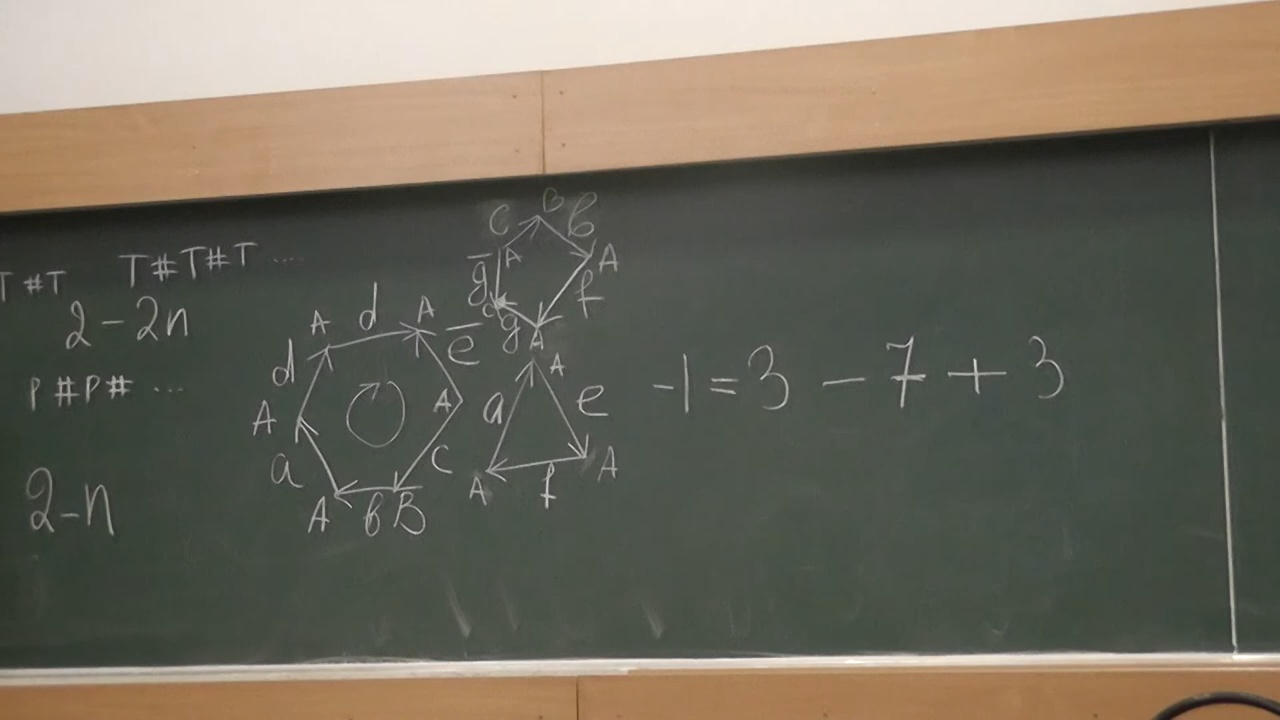 T#T T#T#T ....
2-2n
P#P# ...
2-n
A d A
d e̅
A A
a c
A b B
B
c b
A A
g̅ f
c g A
A
a e
A f A
-1=3-7+3